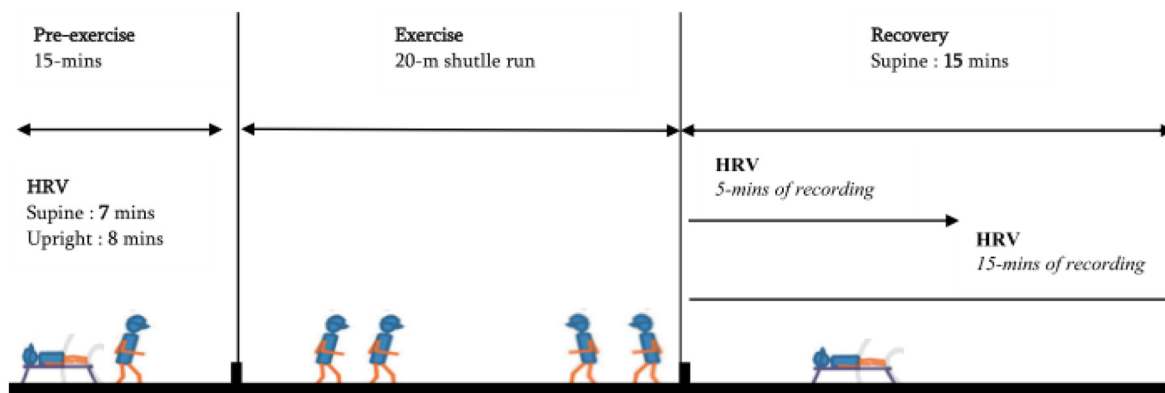 Pre-exercise
15-mins
Exercise
20-m shutlle run
Recovery
Supine : 15 mins
HRV
Supine : 7 mins
Upright : 8 mins
HRV
5-mins of recording
HRV
15-mins of recording